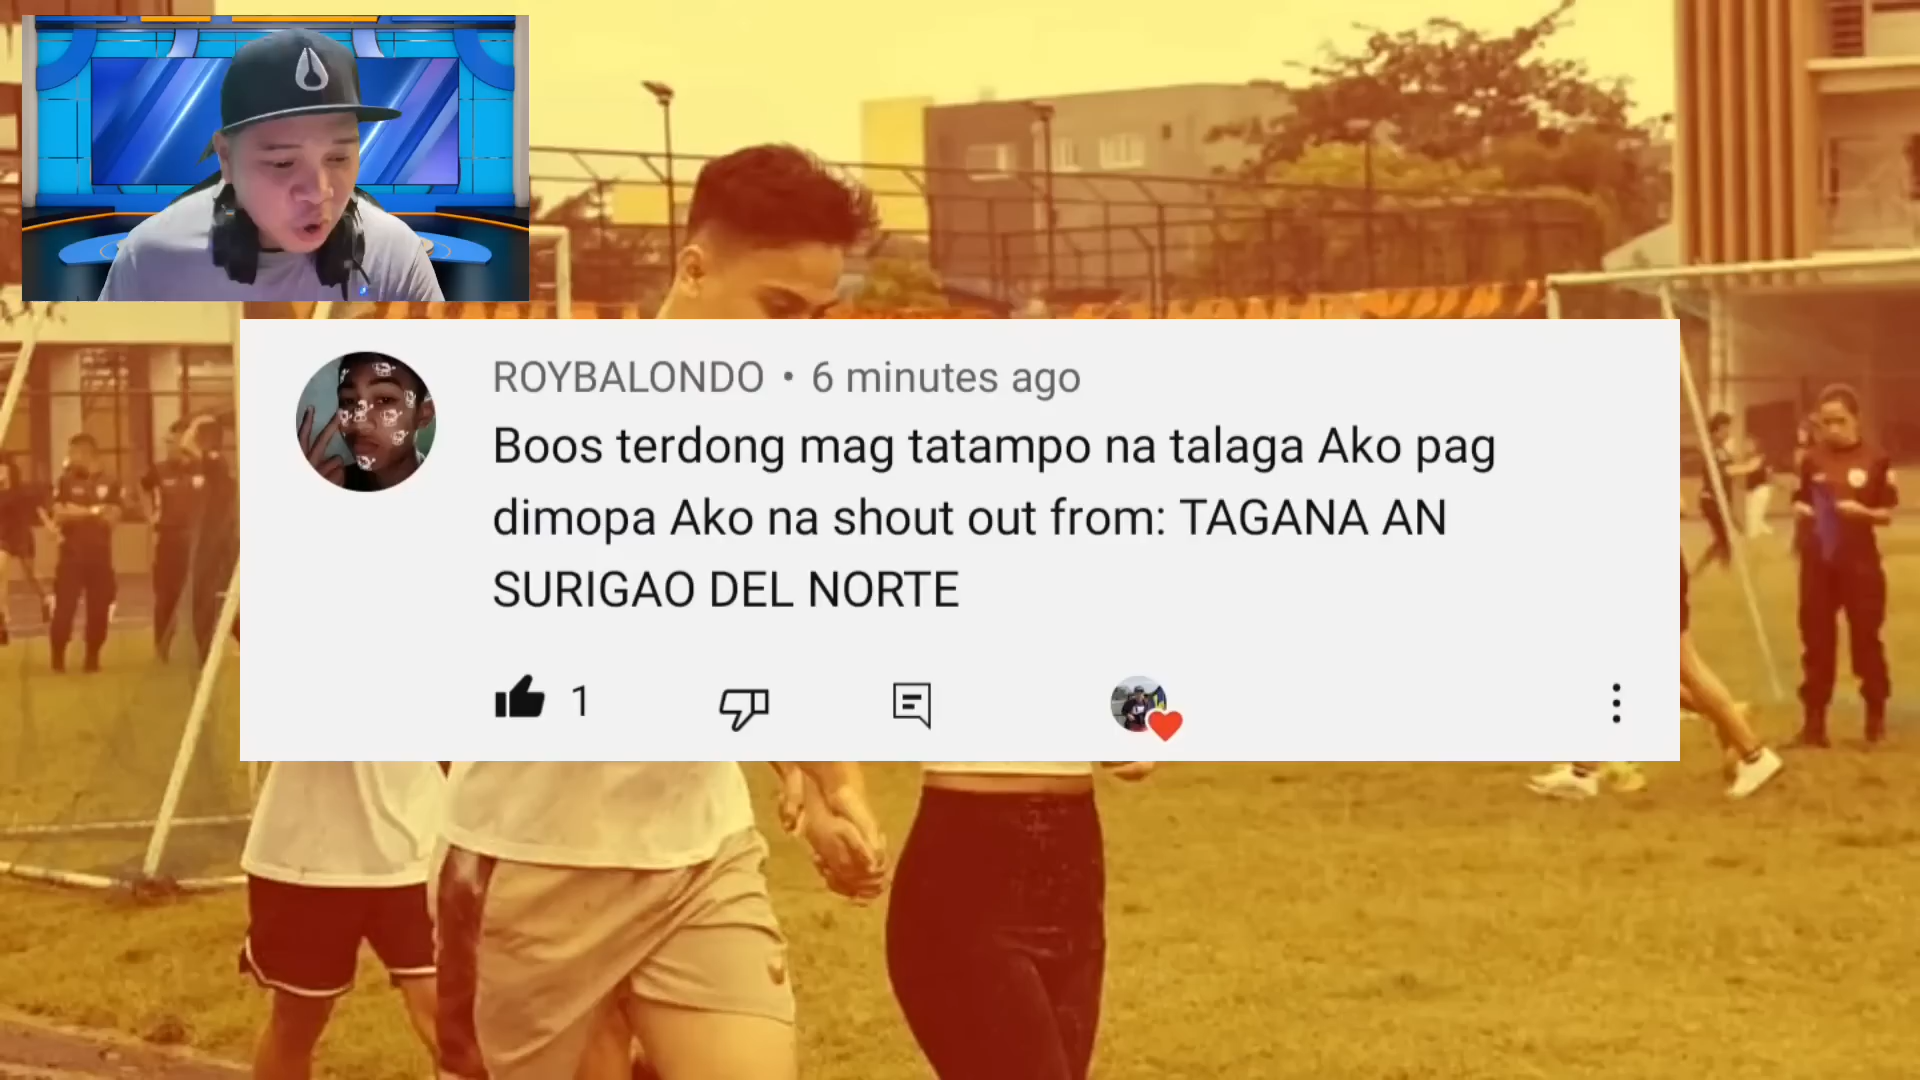 ROYBALONDO • 6 minutes ago
Boos terdong mag tatampo na talaga Ako pag
dimopa Ako na shout out from: TAGANA AN
SURIGAO DEL NORTE
1